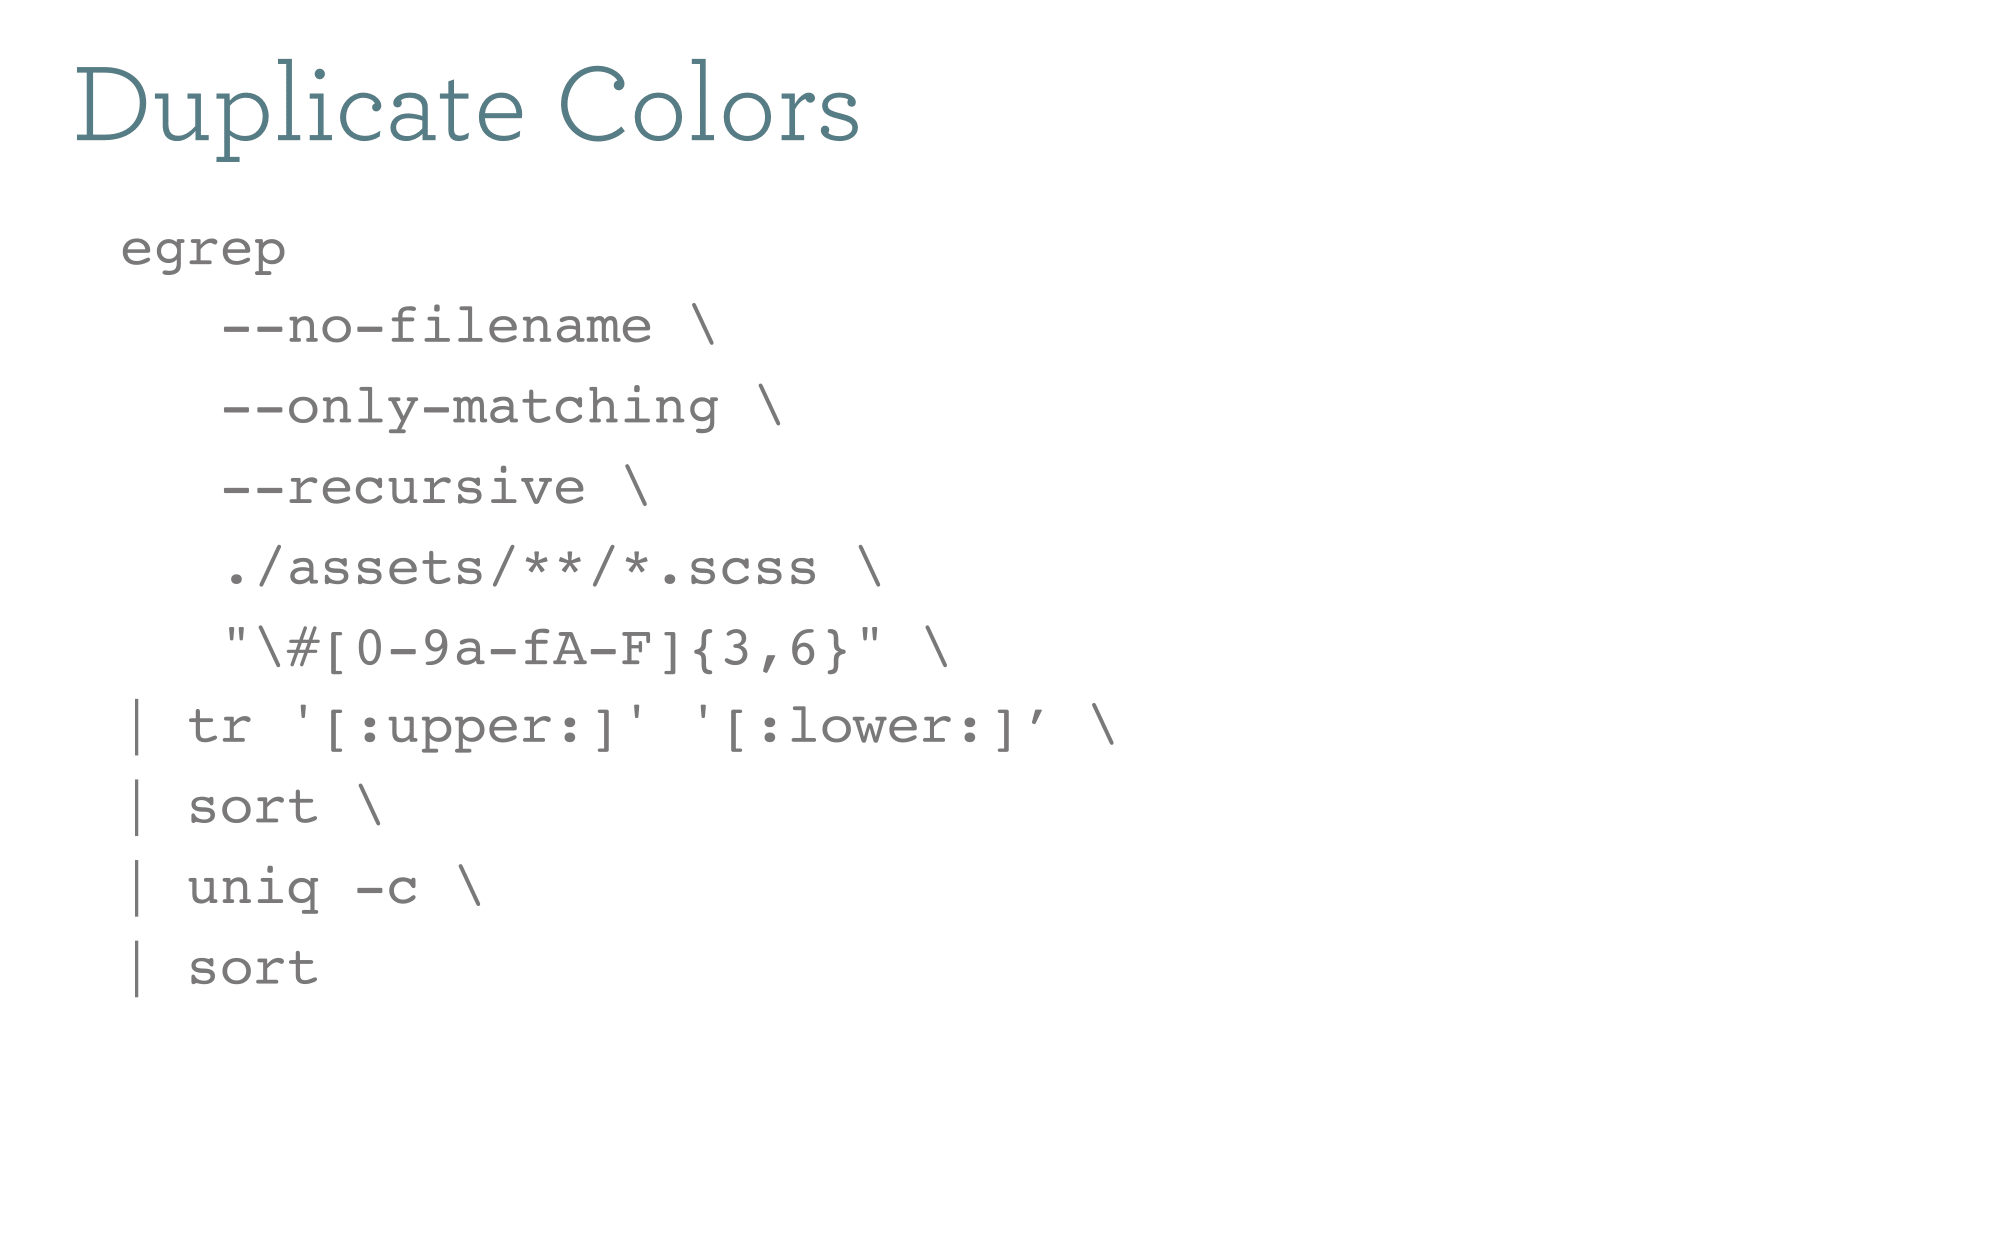 Duplicate Colors
egrep
--no-filename \
--only-matching \
--recursive \
./assets/**/*.scss \
"\#[0-9a-fA-F]{3,6}" \
| tr '[:upper:]' '[:lower:]’ \
| sort \
| uniq -c \
| sort